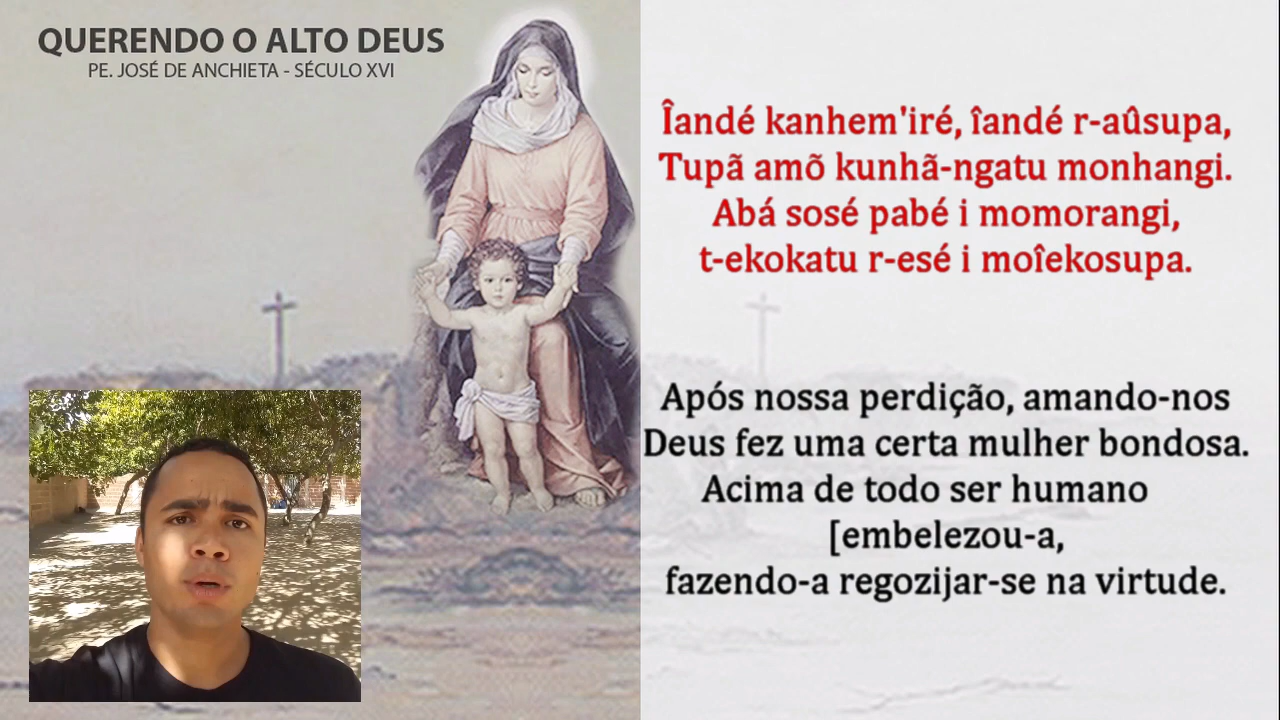 QUERENDO O ALTO DEUS
PE. JOSÉ DE ANCHIETA - SÉCULO XVI
Îandé kanhem'iré, îandé r-aûsupa,
Tupã amõ kunhã-ngatu monhangi.
Abá sosé pabé i momorangi,
t-ekokatu r-esé i moîekosupa.
Após nossa perdição, amando-nos
Deus fez uma certa mulher bondosa.
Acima de todo ser humano
[embelezou-a,
fazendo-a regozijar-se na virtude.